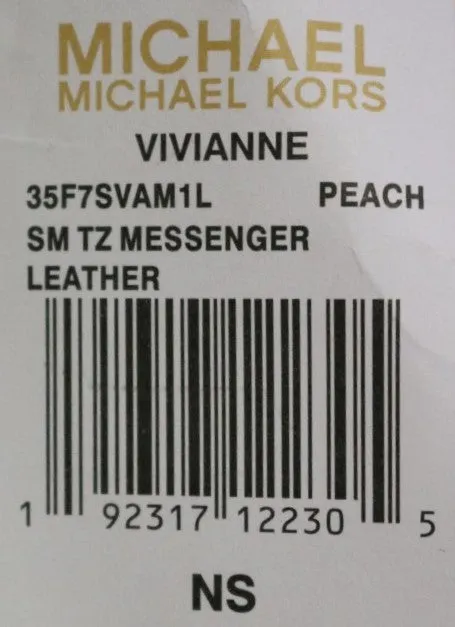 MICHAEL
MICHAEL KORS
VIVIANNE
35F7SVAM1L PEACH
SM TZ MESSENGER
LEATHER
1 92317 12230 5
NS